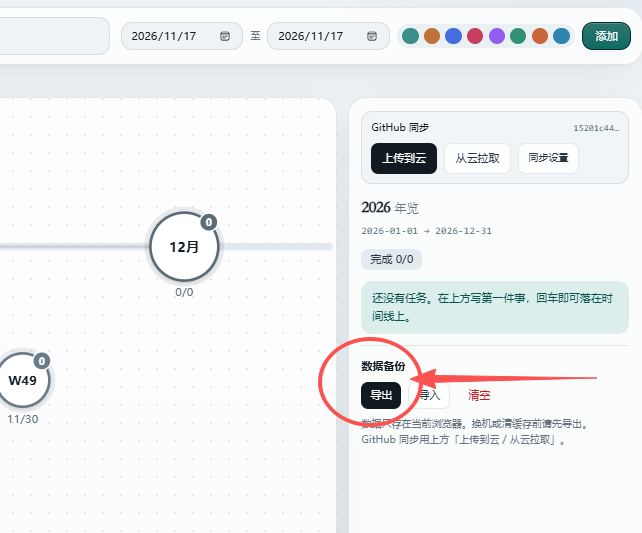 2026/11/17 至 2026/11/17 添加
GitHub 同步 15201c44…
上传到云 从云拉取 同步设置
2026 年览
2026-01-01 → 2026-12-31
完成 0/0
还没有任务。在上方写第一件事，回车即可落在时
间线上。
0
12月
0/0
0
W49
11/30
数据备份
导出 导入 清空
数据只存在当前浏览器。换机或清缓存前请先导出。
GitHub 同步用上方「上传到云 / 从云拉取」。